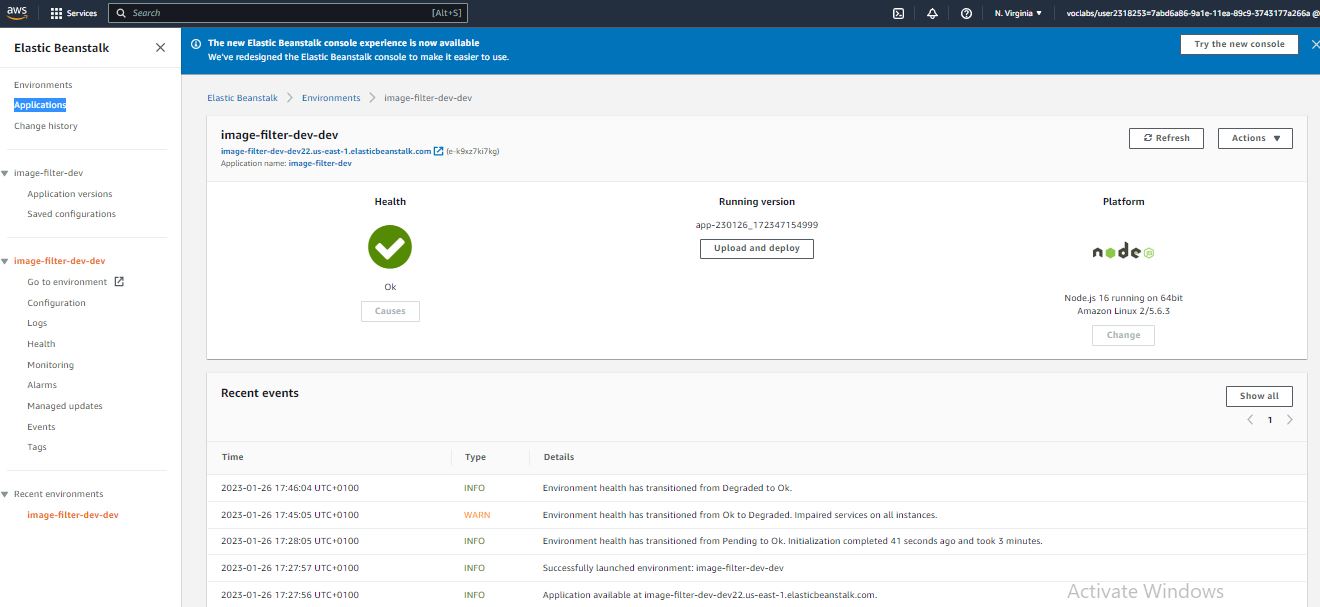 aws
Services
Search [Alt+S]
N. Virginia
voclabs/user2318253=7abd6a86-9a1e-11ea-89c9-3743177a266a @
Elastic Beanstalk
The new Elastic Beanstalk console experience is now available
We've redesigned the Elastic Beanstalk console to make it easier to use.
Try the new console
Environments
Applications
Change history
image-filter-dev
Application versions
Saved configurations
image-filter-dev-dev
Go to environment
Configuration
Logs
Health
Monitoring
Alarms
Managed updates
Events
Tags
Recent environments
image-filter-dev-dev
Elastic Beanstalk > Environments > image-filter-dev-dev
image-filter-dev-dev
image-filter-dev-dev22.us-east-1.elasticbeanstalk.com (e-k9xz7ki7kg)
Application name: image-filter-dev
Refresh
Actions
Health
Ok
Causes
Running version
app-230126_172347154999
Upload and deploy
Platform
node JS
Node.js 16 running on 64bit
Amazon Linux 2/5.6.3
Change
Recent events
Show all
1
Time Type Details
2023-01-26 17:46:04 UTC+0100 INFO Environment health has transitioned from Degraded to Ok.
2023-01-26 17:45:05 UTC+0100 WARN Environment health has transitioned from Ok to Degraded. Impaired services on all instances.
2023-01-26 17:28:05 UTC+0100 INFO Environment health has transitioned from Pending to Ok. Initialization completed 41 seconds ago and took 3 minutes.
2023-01-26 17:27:57 UTC+0100 INFO Successfully launched environment: image-filter-dev-dev
2023-01-26 17:27:56 UTC+0100 INFO Application available at image-filter-dev-dev22.us-east-1.elasticbeanstalk.com.
Activate Windows